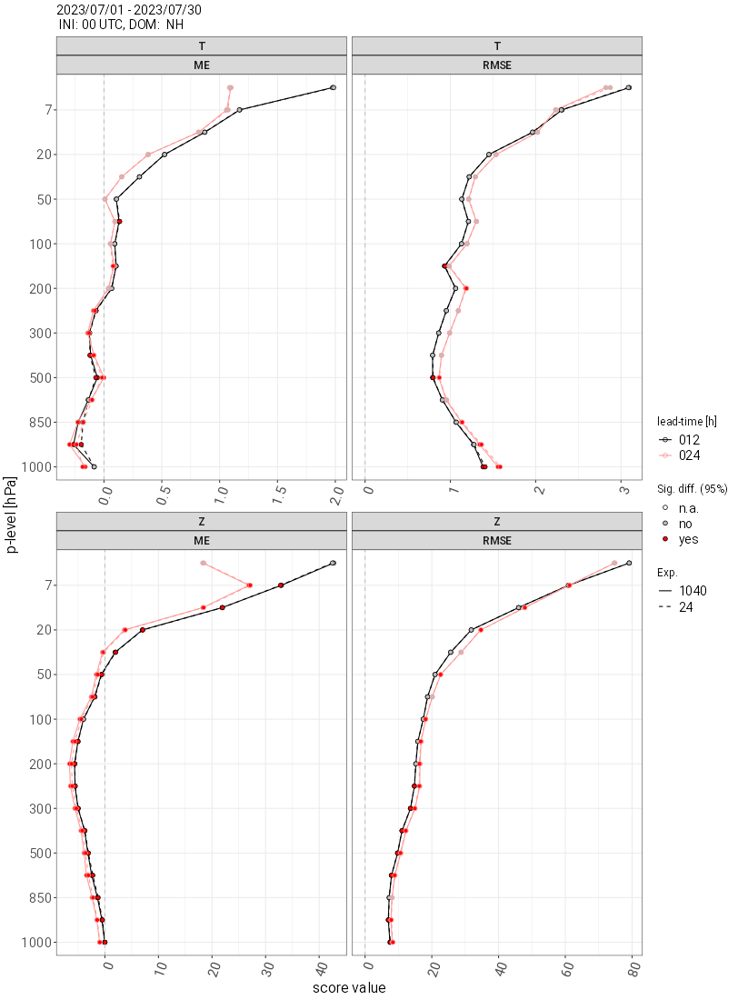 2023/07/01 - 2023/07/30
INI: 00 UTC, DOM: NH
T
T
ME
RMSE
7
20
50
100
200
300
400
500
850
1000
0.0
0.5
1.0
1.5
2.0
0
1
2
3
Z
Z
ME
RMSE
7
20
50
100
200
300
500
850
1000
0
10
20
30
40
0
20
40
60
80
p-level [hPa]
score value
lead-time [h]
012
024
Sig. diff. (95%)
n.a.
no
yes
Exp.
1040
24